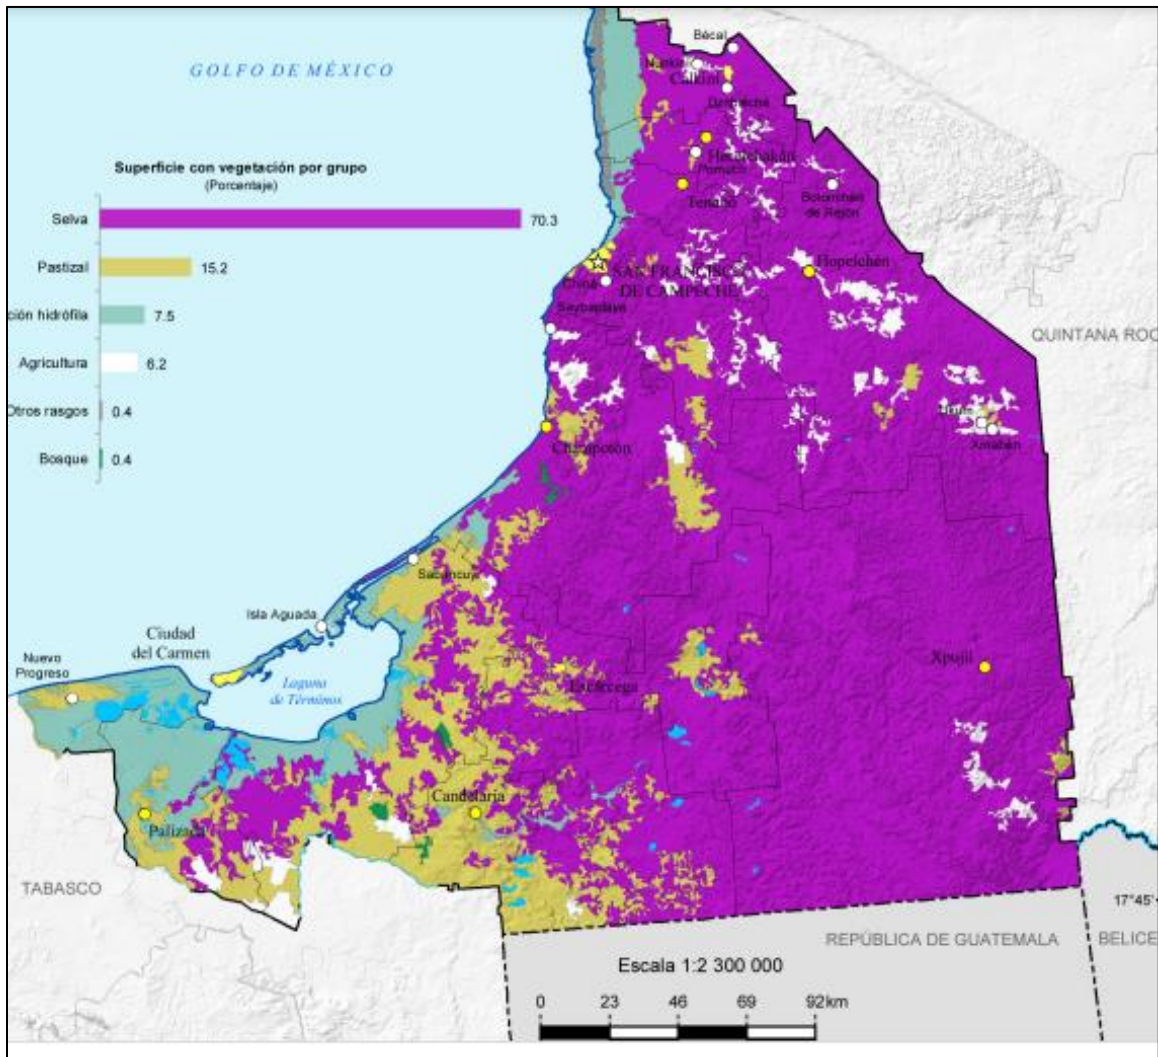 GOLFO DE MÉXICO
Superficie con vegetación por grupo
(Porcentaje)
Selva 70.3
Pastizal 15.2
ción hidrófila 7.5
Agricultura 6.2
Otros rasgos 0.4
Bosque 0.4
Bécal
Nunkiní
Calkiní
Dzitbalché
Hecelchakán
Pomuch
Tenabo
Bolonchén
de Rejón
Hopelchén
SAN FRANCISCO
DE CAMPECHE
Chiná
Seybaplaya
QUINTANA ROO
Xmabén
Champotón
Sabancuy
Isla Aguada
Ciudad
del Carmen
Nuevo
Progreso
Laguna
de Términos
Escárcega
Xpujil
Candelaria
Palizada
TABASCO
17°45'
REPÚBLICA DE GUATEMALA
BELICE
Escala 1:2 300 000
0 23 46 69 92km